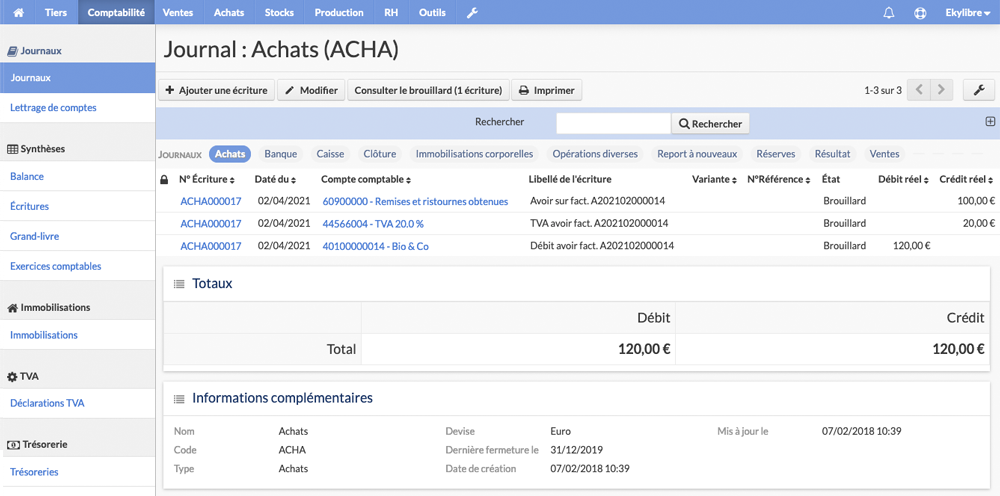 Tiers Comptabilité Ventes Achats Stocks Production RH Outils Ekylibre
Journaux
Journaux
Lettrage de comptes
Synthèses
Balance
Écritures
Grand-livre
Exercices comptables
Immobilisations
Immobilisations
TVA
Déclarations TVA
Trésorerie
Trésoreries
Journal : Achats (ACHA)
Ajouter une écriture Modifier Consulter le brouillard (1 écriture) Imprimer 1-3 sur 3
Rechercher Rechercher
JOURNAUX Achats Banque Caisse Clôture Immobilisations corporelles Opérations diverses Report à nouveaux Réserves Résultat Ventes
N° Écriture Daté du Compte comptable Libellé de l'écriture Variante N°Référence État Débit réel Crédit réel
ACHA000017 02/04/2021 60900000 - Remises et ristournes obtenues Avoir sur fact. A202102000014 Brouillard 100,00 €
ACHA000017 02/04/2021 44566004 - TVA 20.0 % TVA avoir fact. A202102000014 Brouillard 20,00 €
ACHA000017 02/04/2021 40100000014 - Bio & Co Débit avoir fact. A202102000014 Brouillard 120,00 €
Totaux
Débit Crédit
Total 120,00 € 120,00 €
Informations complémentaires
Nom Achats Devise Euro Mis à jour le 07/02/2018 10:39
Code ACHA Dernière fermeture le 31/12/2019
Type Achats Date de création 07/02/2018 10:39